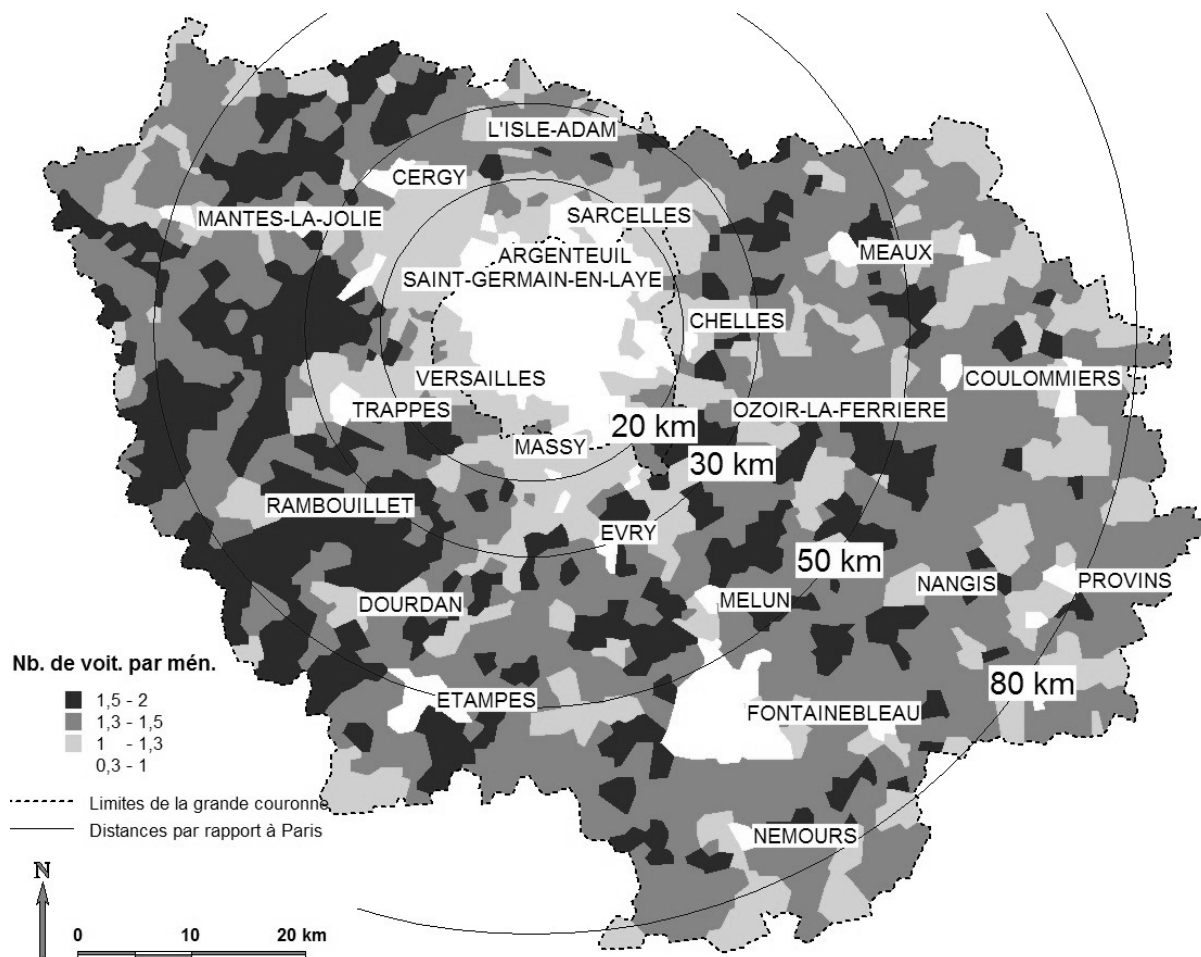 L'ISLE-ADAM
CERGY
SARCELLES
MANTES-LA-JOLIE
ARGENTEUIL
MEAUX
SAINT-GERMAIN-EN-LAYE
CHELLES
VERSAILLES
COULOMMIERS
TRAPPES
OZOIR-LA-FERRIERE
20 km
MASSY
30 km
RAMBOUILLET
EVRY
50 km
NANGIS
PROVINS
DOURDAN
MELUN
80 km
ETAMPES
FONTAINEBLEAU
NEMOURS
Nb. de voit. par mén.
1,5 - 2
1,3 - 1,5
1 - 1,3
0,3 - 1
Limites de la grande couronne
Distances par rapport à Paris
N
0 10 20 km